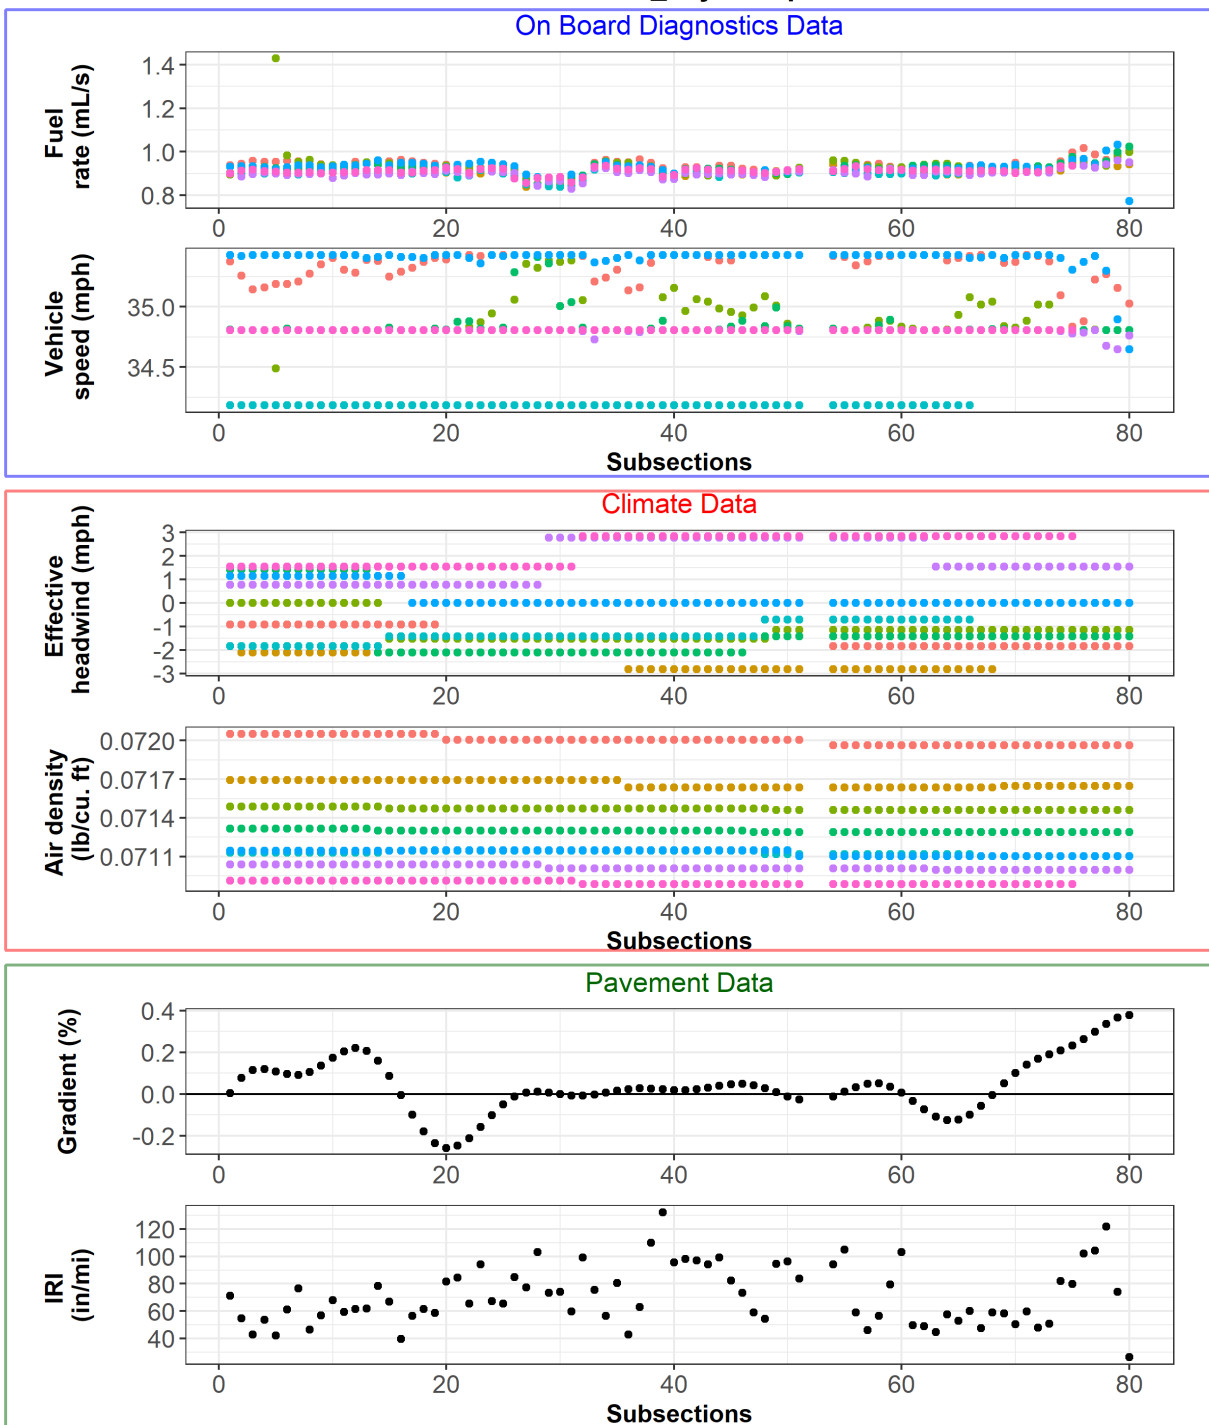 On Board Diagnostics Data
Fuel
rate (mL/s)
1.4
1.2
1.0
0.8
0 20 40 60 80
Vehicle
speed (mph)
35.0
34.5
0 20 40 60 80
Subsections
Climate Data
Effective
headwind (mph)
3
2
1
0
-1
-2
-3
0 20 40 60 80
Air density
(lb/cu. ft)
0.0720
0.0717
0.0714
0.0711
0 20 40 60 80
Subsections
Pavement Data
Gradient (%)
0.4
0.2
0.0
-0.2
0 20 40 60 80
IRI
(in/mi)
120
100
80
60
40
0 20 40 60 80
Subsections